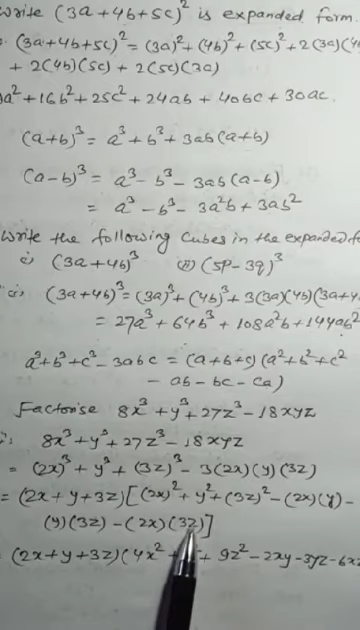 write (3a+4b+5c)² is expanded form
(3a+4b+5c)² = (3a)²+(4b)²+(5c)²+2(3a)(4
+ 2(4b)(5c) + 2(5c)(3a)
a²+16b²+25c²+24ab+40bc+30ac.
(a+b)³ = a³+b³+3ab(a+b)
(a-b)³ = a³-b³-3ab(a-b)
= a³-b³-3a²b+3ab²
Write the following cubes in the expanded f
i) (3a+4b)³ (ii) (5p-3q)³
(3a+4b)³ = (3a)³+(4b)³+3(3a)(4b)(3a+4
= 27a³+64b³+108a²b+144ab²
a³+b³+c³-3abc = (a+b+c)(a²+b²+c²
-ab-bc-ca)
Factorise 8x³+y³+27z³-18xyz
8x³+y³+27z³-18xyz
= (2x)³+y³+(3z)³-3(2x)(y)(3z)
= (2x+y+3z)[(2x)²+y²+(3z)²-(2x)(y)-
(y)(3z)-(2x)(3z)]
= (2x+y+3z)(4x²+ + 9z²-2xy-3yz-6xz